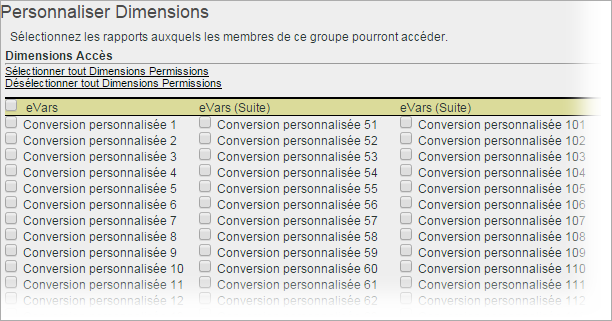 Personnaliser Dimensions
Sélectionnez les rapports auxquels les membres de ce groupe pourront accéder.
Dimensions Accès
Sélectionner tout Dimensions Permissions
Désélectionner tout Dimensions Permissions
eVars eVars (Suite) eVars (Suite)
Conversion personnalisée 1 Conversion personnalisée 51 Conversion personnalisée 101
Conversion personnalisée 2 Conversion personnalisée 52 Conversion personnalisée 102
Conversion personnalisée 3 Conversion personnalisée 53 Conversion personnalisée 103
Conversion personnalisée 4 Conversion personnalisée 54 Conversion personnalisée 104
Conversion personnalisée 5 Conversion personnalisée 55 Conversion personnalisée 105
Conversion personnalisée 6 Conversion personnalisée 56 Conversion personnalisée 106
Conversion personnalisée 7 Conversion personnalisée 57 Conversion personnalisée 107
Conversion personnalisée 8 Conversion personnalisée 58 Conversion personnalisée 108
Conversion personnalisée 9 Conversion personnalisée 59 Conversion personnalisée 109
Conversion personnalisée 10 Conversion personnalisée 60 Conversion personnalisée 110
Conversion personnalisée 11 Conversion personnalisée 61 Conversion personnalisée 111
Conversion personnalisée 12 Conversion personnalisée 62 Conversion personnalisée 112